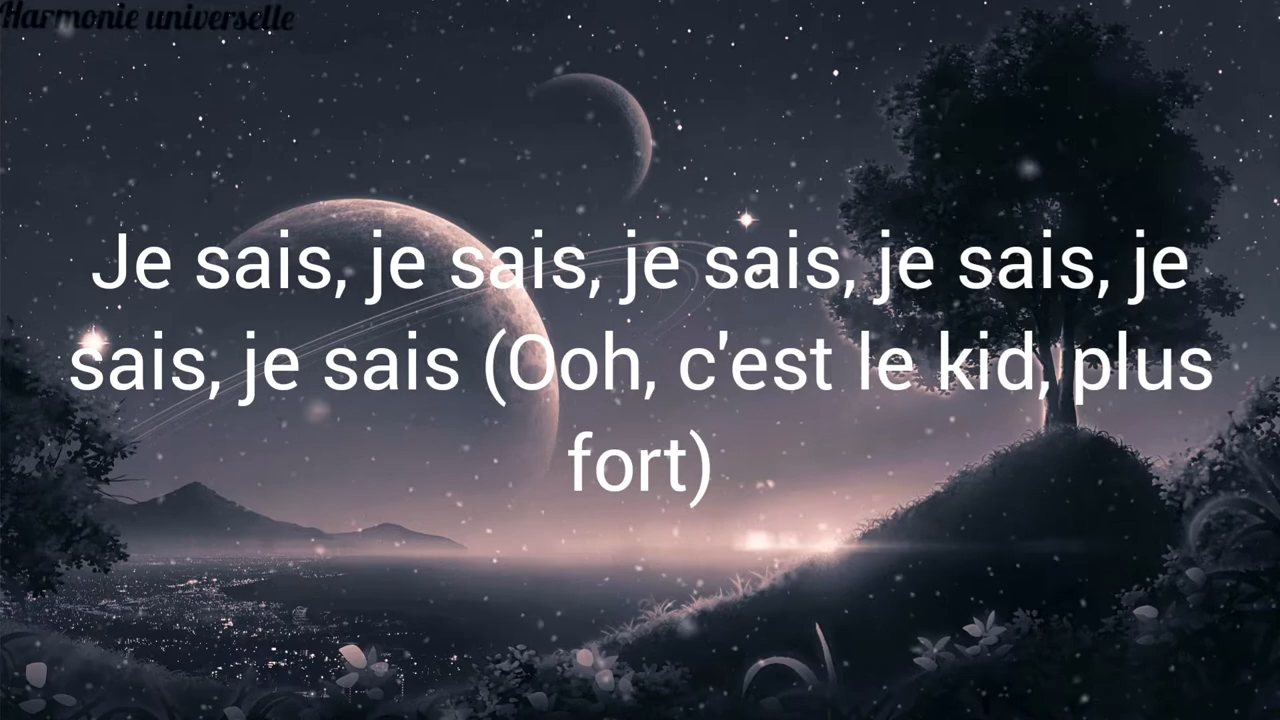 Harmonie universelle
Je sais, je sais, je sais, je sais, je
sais, je sais (Ooh, c'est le kid, plus
fort)